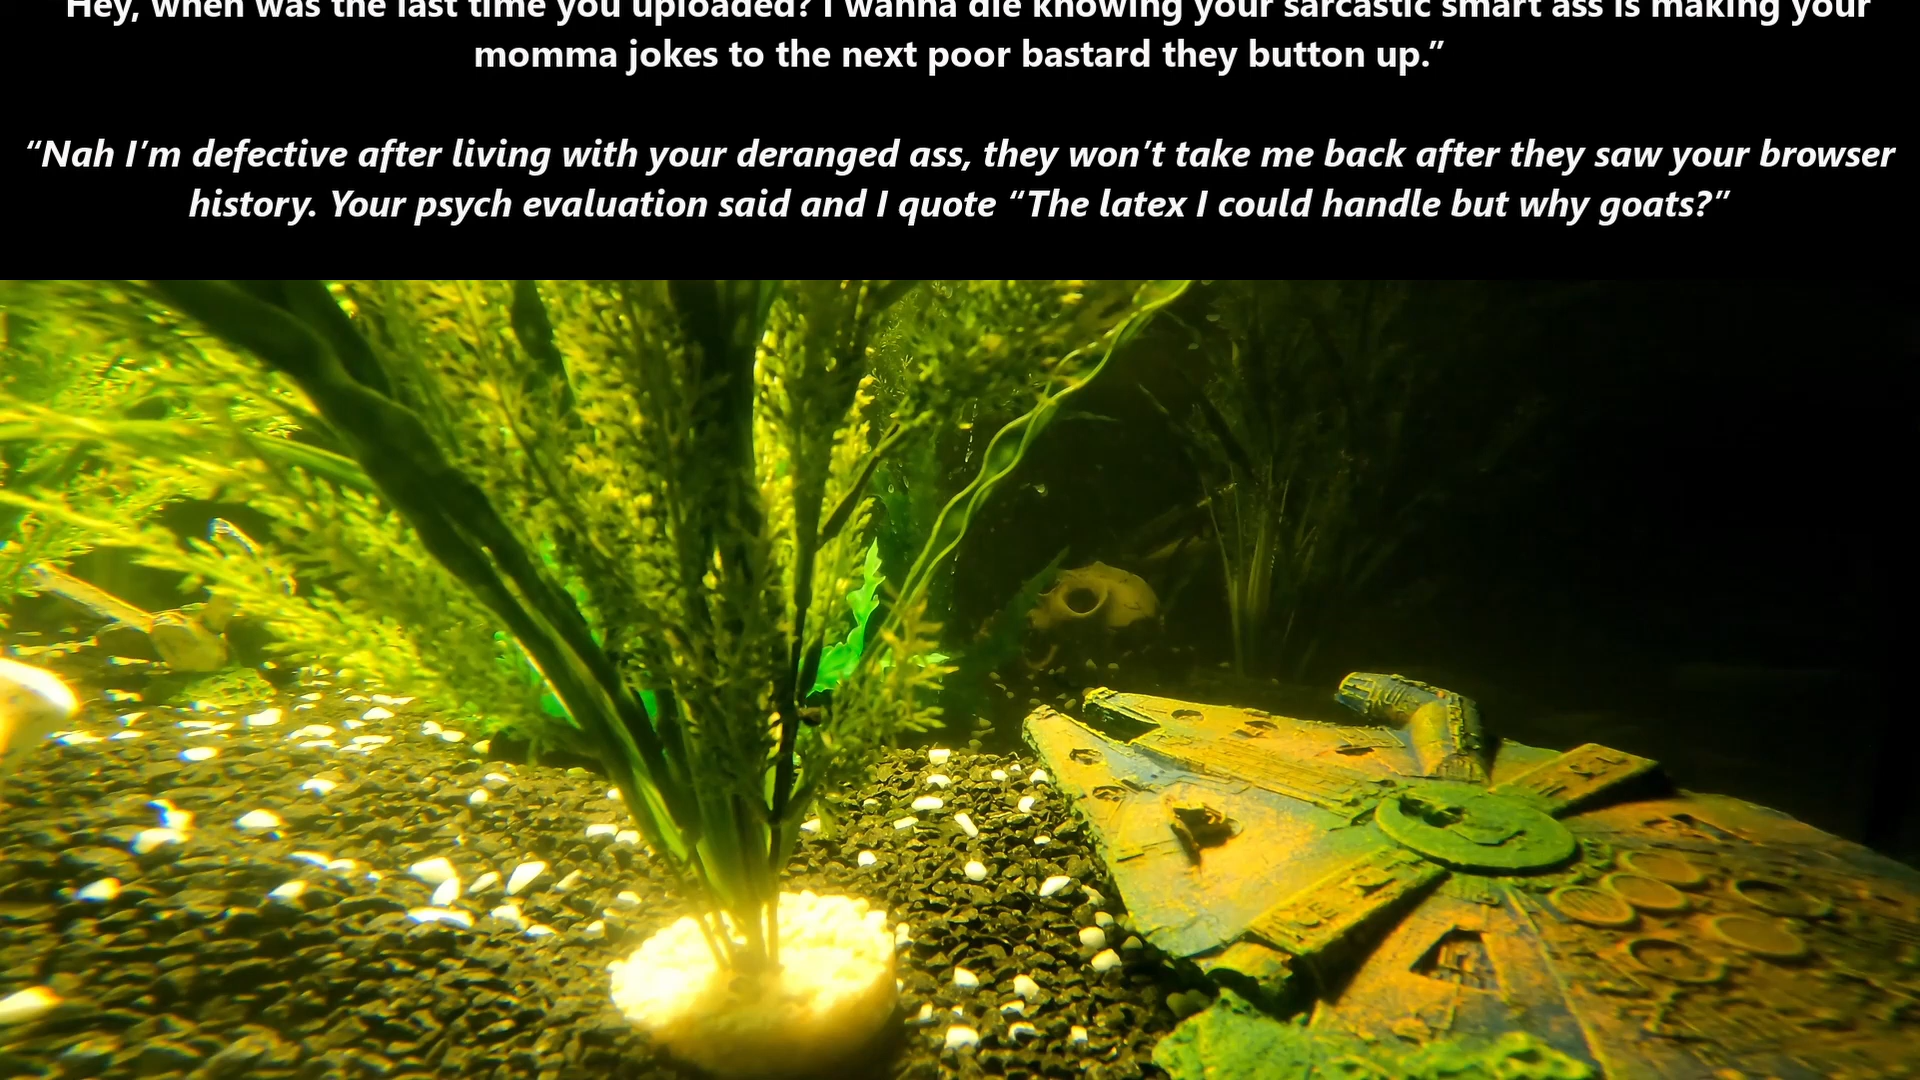 "Hey, when was the last time you uploaded? I wanna die knowing your sarcastic smart ass is making your
momma jokes to the next poor bastard they button up.”
“Nah I’m defective after living with your deranged ass, they won’t take me back after they saw your browser
history. Your psych evaluation said and I quote “The latex I could handle but why goats?”